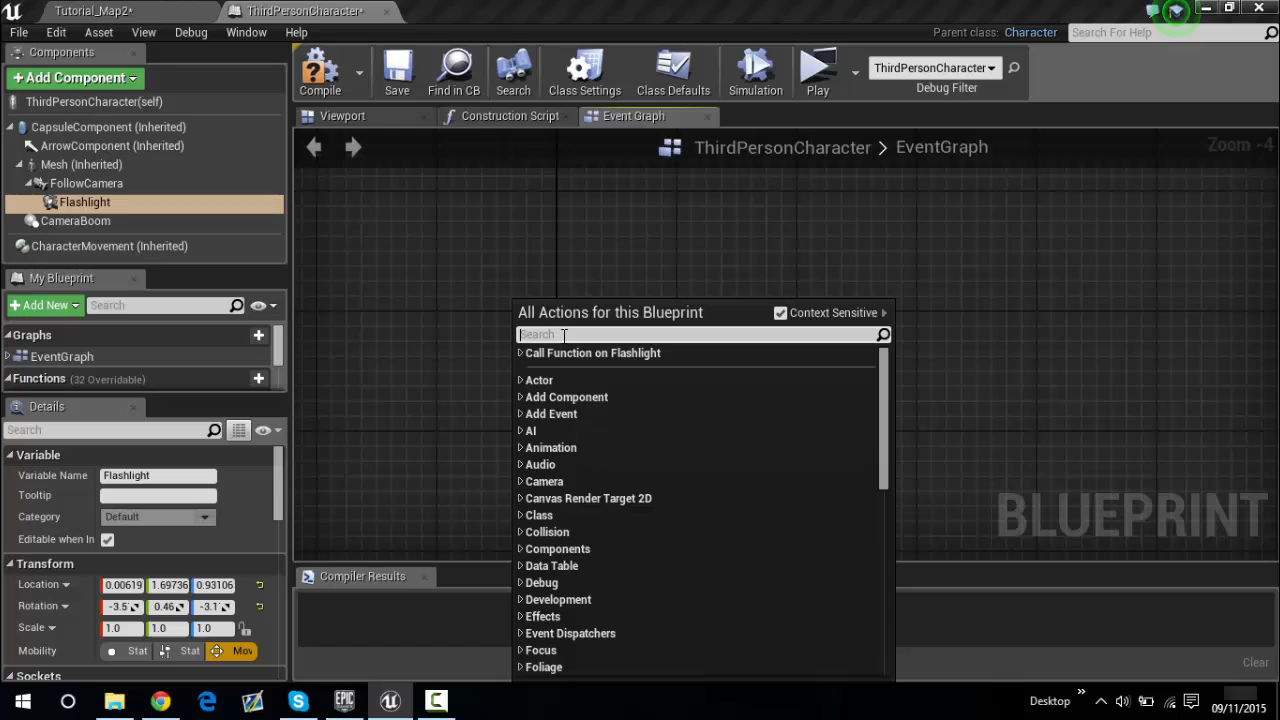 Tutorial_Map2*
ThirdPersonCharacter*
File Edit Asset View Debug Window Help
Parent class: Character Search For Help
Components
+Add Component
Compile Save Find in CB Search Class Settings Class Defaults Simulation Play
ThirdPersonCharacter
Debug Filter
ThirdPersonCharacter(self)
Viewport Construction Script Event Graph
CapsuleComponent (Inherited)
ArrowComponent (Inherited)
Mesh (Inherited)
FollowCamera
Flashlight
CameraBoom
CharacterMovement (Inherited)
ThirdPersonCharacter > EventGraph
Zoom -4
My Blueprint
+Add New Search
Graphs
EventGraph
Functions (32 Overridable)
Details
Search
Variable
Variable Name Flashlight
Tooltip
Category Default
Editable when In
Transform
Location 0.00619 1.69736 0.93106
Rotation -3.5 0.46 -3.1
Scale 1.0 1.0 1.0
Mobility Stat Stat Mov
Sockets
All Actions for this Blueprint Context Sensitive
Search
Call Function on Flashlight
Actor
Add Component
Add Event
AI
Animation
Audio
Camera
Canvas Render Target 2D
Class
Collision
Components
Data Table
Debug
Development
Effects
Event Dispatchers
Focus
Foliage
BLUEPRINT
Compiler Results
Clear
Desktop
09/11/2015
EPIC GAMES